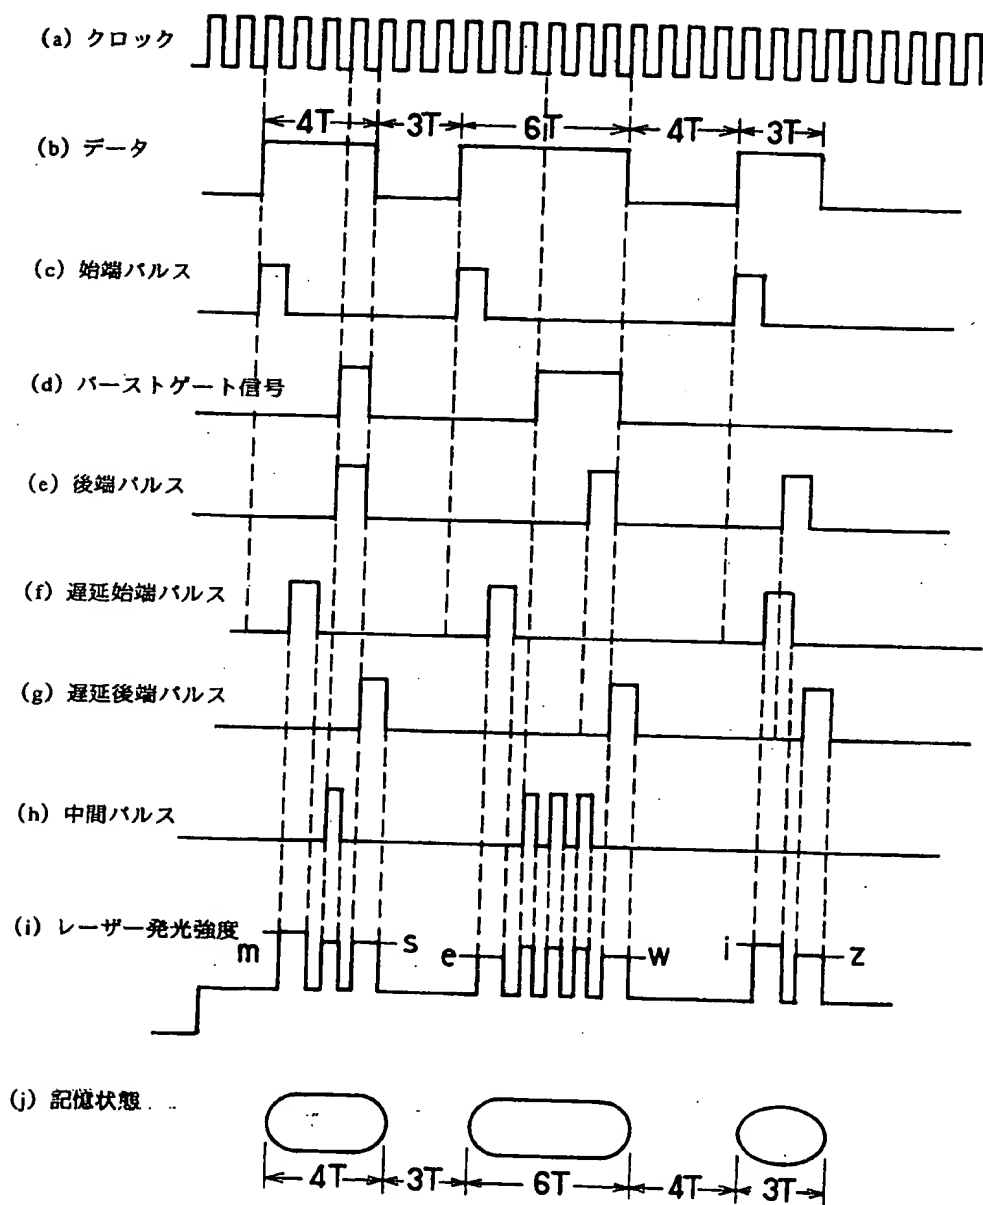 (a) クロック
4T 3T 6T 4T 3T
(b) データ
(c) 始端パルス
(d) バーストゲート信号
(e) 後端パルス
(f) 遅延始端パルス
(g) 遅延後端パルス
(h) 中間パルス
(i) レーザー発光強度
m s e w i z
(j) 記憶状態
4T 3T 6T 4T 3T